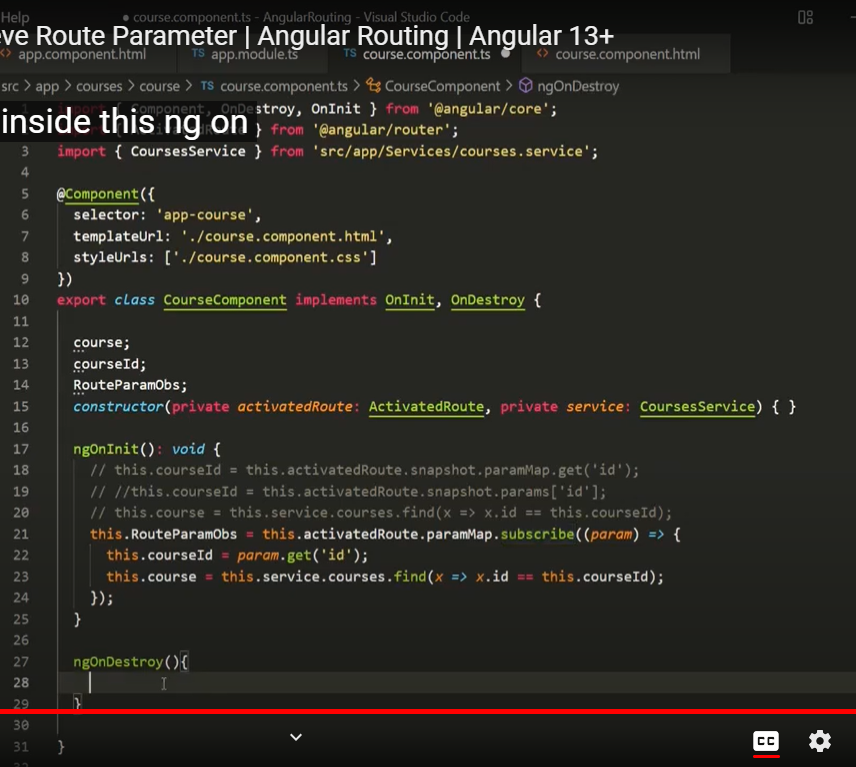 Help
● course.component.ts - AngularRouting - Visual Studio Code
eve Route Parameter | Angular Routing | Angular 13+
<> app.component.html TS app.module.ts TS course.component.ts ● <> course.component.html
src > app > courses > course > TS course.component.ts > CourseComponent > ngOnDestroy
inside this ng on
1 import { Component, OnDestroy, OnInit } from '@angular/core';
} from '@angular/router';
3 import { CoursesService } from 'src/app/Services/courses.service';
4
5 @Component({
6 selector: 'app-course',
7 templateUrl: './course.component.html',
8 styleUrls: ['./course.component.css']
9 })
10 export class CourseComponent implements OnInit, OnDestroy {
11
12 course;
13 courseId;
14 RouteParamObs;
15 constructor(private activatedRoute: ActivatedRoute, private service: CoursesService) { }
16
17 ngOnInit(): void {
18 // this.courseId = this.activatedRoute.snapshot.paramMap.get('id');
19 // //this.courseId = this.activatedRoute.snapshot.params['id'];
20 // this.course = this.service.courses.find(x => x.id == this.courseId);
21 this.RouteParamObs = this.activatedRoute.paramMap.subscribe((param) => {
22 this.courseId = param.get('id');
23 this.course = this.service.courses.find(x => x.id == this.courseId);
24 });
25 }
26
27 ngOnDestroy(){
28
29 }
30
31 }
CC